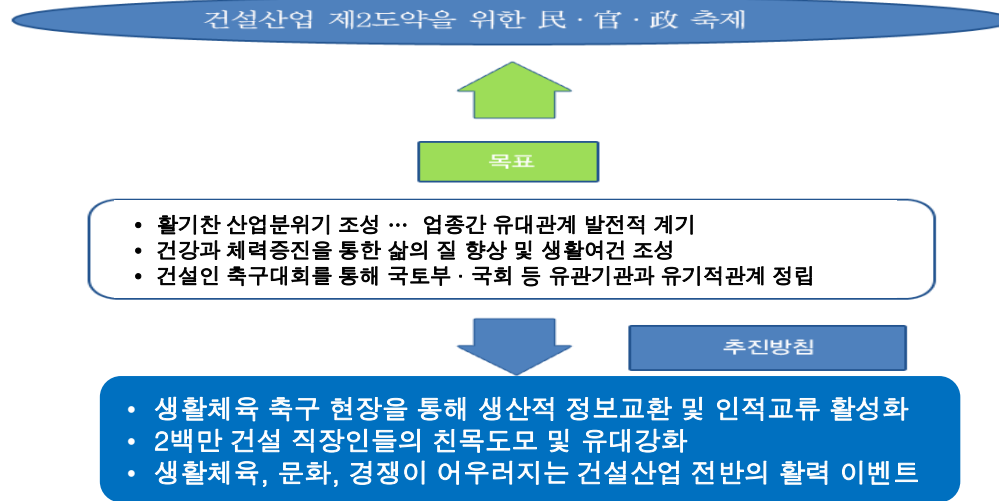 건설산업 제2도약을 위한 民 · 官 · 政 축제
목표
• 활기찬 산업분위기 조성 … 업종간 유대관계 발전적 계기
• 건강과 체력증진을 통한 삶의 질 향상 및 생활여건 조성
• 건설인 축구대회를 통해 국토부 · 국회 등 유관기관과 유기적관계 정립
추진방침
• 생활체육 축구 현장을 통해 생산적 정보교환 및 인적교류 활성화
• 2백만 건설 직장인들의 친목도모 및 유대강화
• 생활체육, 문화, 경쟁이 어우러지는 건설산업 전반의 활력 이벤트